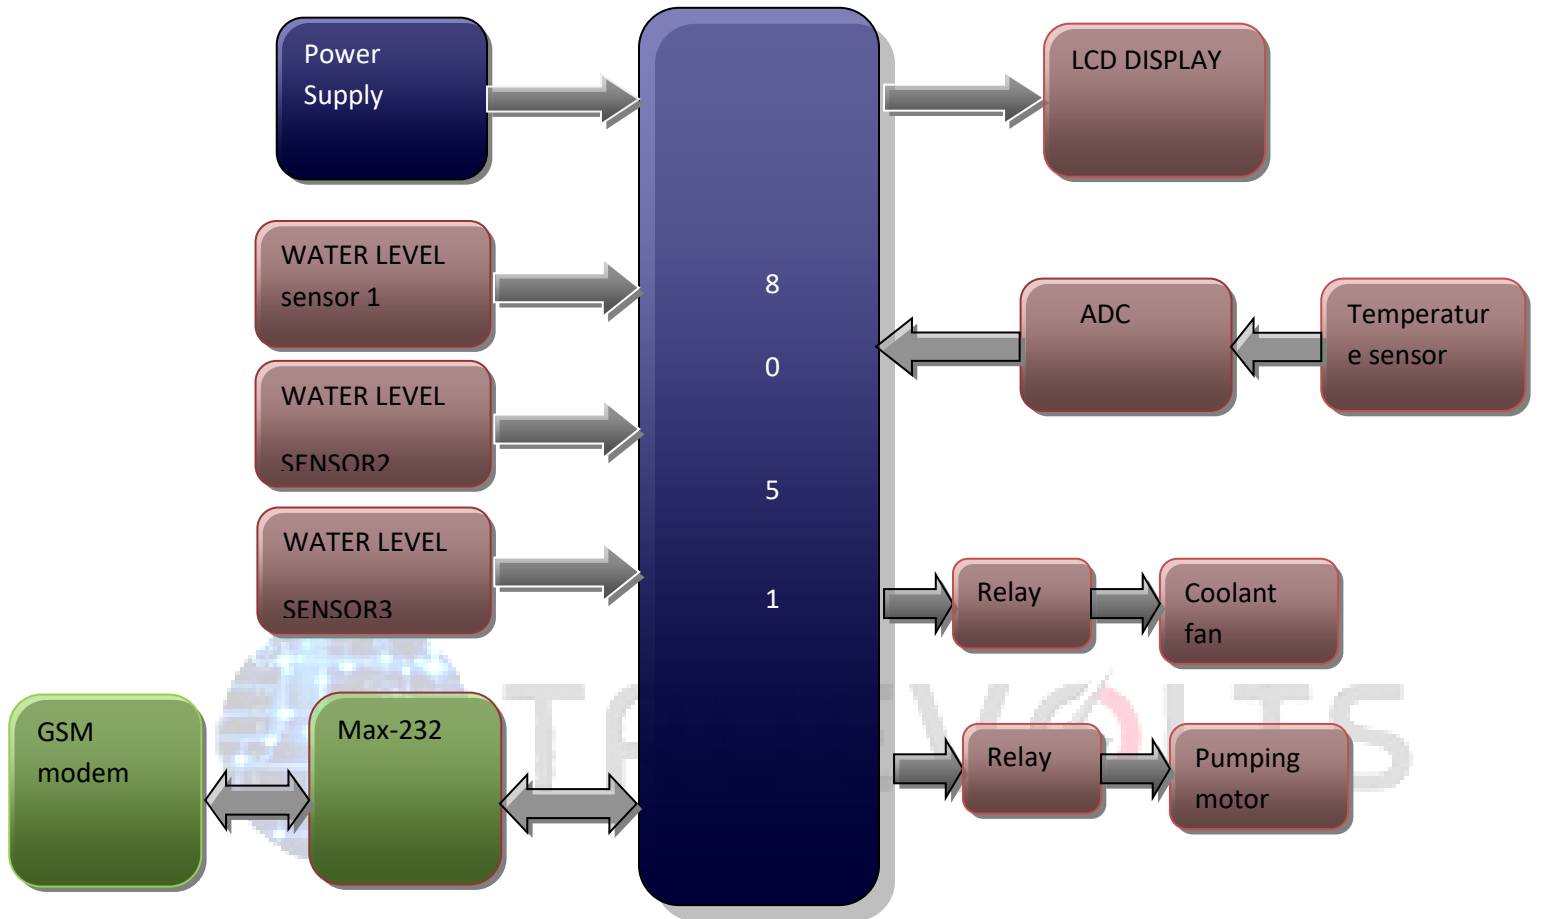 Power
Supply
LCD DISPLAY
WATER LEVEL
sensor 1
8
0
5
1
ADC
Temperatur
e sensor
WATER LEVEL
SENSOR2
WATER LEVEL
SENSOR3
Relay
Coolant
fan
GSM
modem
Max-232
Relay
Pumping
motor